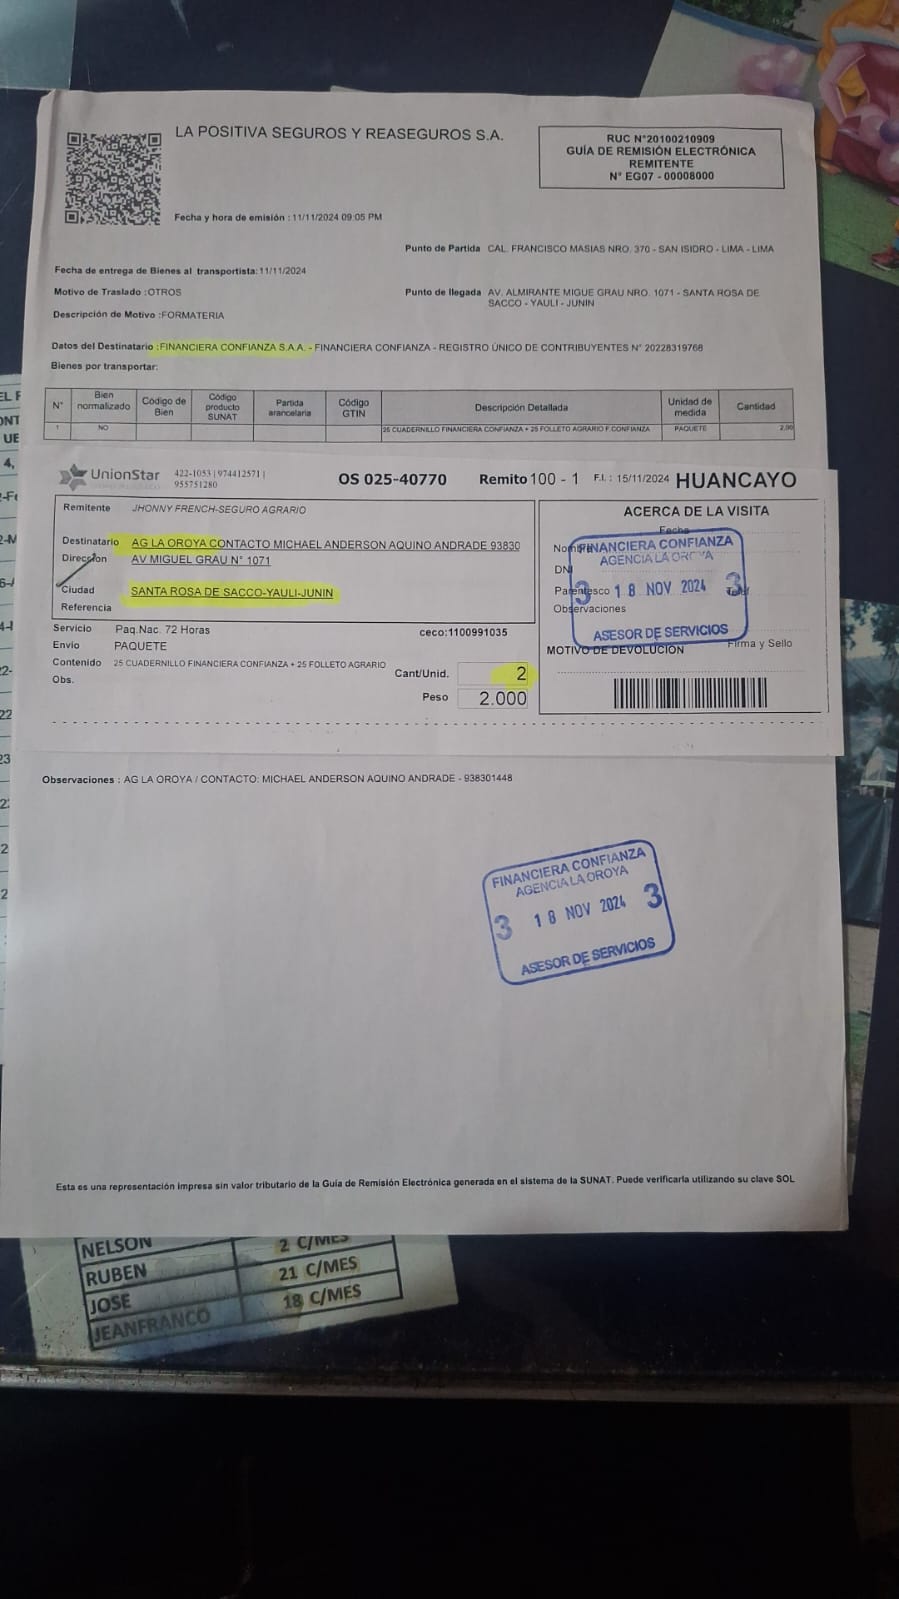 LA POSITIVA SEGUROS Y REASEGUROS S.A.
RUC N°20100210909
GUÍA DE REMISIÓN ELECTRÓNICA
REMITENTE
N° EG07 - 00008000
Fecha y hora de emisión : 11/11/2024 09:05 PM
Punto de Partida CAL. FRANCISCO MASIAS NRO. 370 - SAN ISIDRO - LIMA - LIMA
Fecha de entrega de Bienes al transportista: 11/11/2024
Motivo de Traslado :OTROS
Punto de llegada AV. ALMIRANTE MIGUE GRAU NRO. 1071 - SANTA ROSA DE
SACCO - YAULI - JUNIN
Descripción de Motivo :FORMATERIA
Datos del Destinatario :FINANCIERA CONFIANZA S.A.A. - FINANCIERA CONFIANZA - REGISTRO ÚNICO DE CONTRIBUYENTES N° 20228319768
Bienes por transportar:
N° Bien normalizado Código de Bien Código producto SUNAT Partida arancelaria Código GTIN Descripción Detallada Unidad de medida Cantidad
1 NO 25 CUADERNILLO FINANCIERA CONFIANZA + 25 FOLLETO AGRARIO F.CONFIANZA PAQUETE 2.00
UnionStar 422-1053 | 974412571 |
955751280
OS 025-40770 Remito 100 - 1 F.I. : 15/11/2024 HUANCAYO
Remitente JHONNY FRENCH-SEGURO AGRARIO
Destinatario AG LA OROYA CONTACTO MICHAEL ANDERSON AQUINO ANDRADE 93830
Direccion AV MIGUEL GRAU N° 1071
Ciudad SANTA ROSA DE SACCO-YAULI-JUNIN
Referencia
Servicio Paq.Nac. 72 Horas ceco:1100991035
Envio PAQUETE
Contenido 25 CUADERNILLO FINANCIERA CONFIANZA + 25 FOLLETO AGRARIO
Obs.
Cant/Unid. 2
Peso 2.000
ACERCA DE LA VISITA
Fecha
Nombre
DNI
Parentesco
Observaciones
FINANCIERA CONFIANZA
AGENCIA LA OROYA
3 18 NOV 2024 3
ASESOR DE SERVICIOS
Firma y Sello
MOTIVO DE DEVOLUCION
Observaciones : AG LA OROYA / CONTACTO: MICHAEL ANDERSON AQUINO ANDRADE - 938301448
FINANCIERA CONFIANZA
AGENCIA LA OROYA
3 18 NOV 2024 3
ASESOR DE SERVICIOS
Esta es una representación impresa sin valor tributario de la Guía de Remisión Electrónica generada en el sistema de la SUNAT. Puede verificarla utilizando su clave SOL
NELSON 2 C/MES
RUBEN 21 C/MES
JOSE 18 C/MES
JEANFRANCO